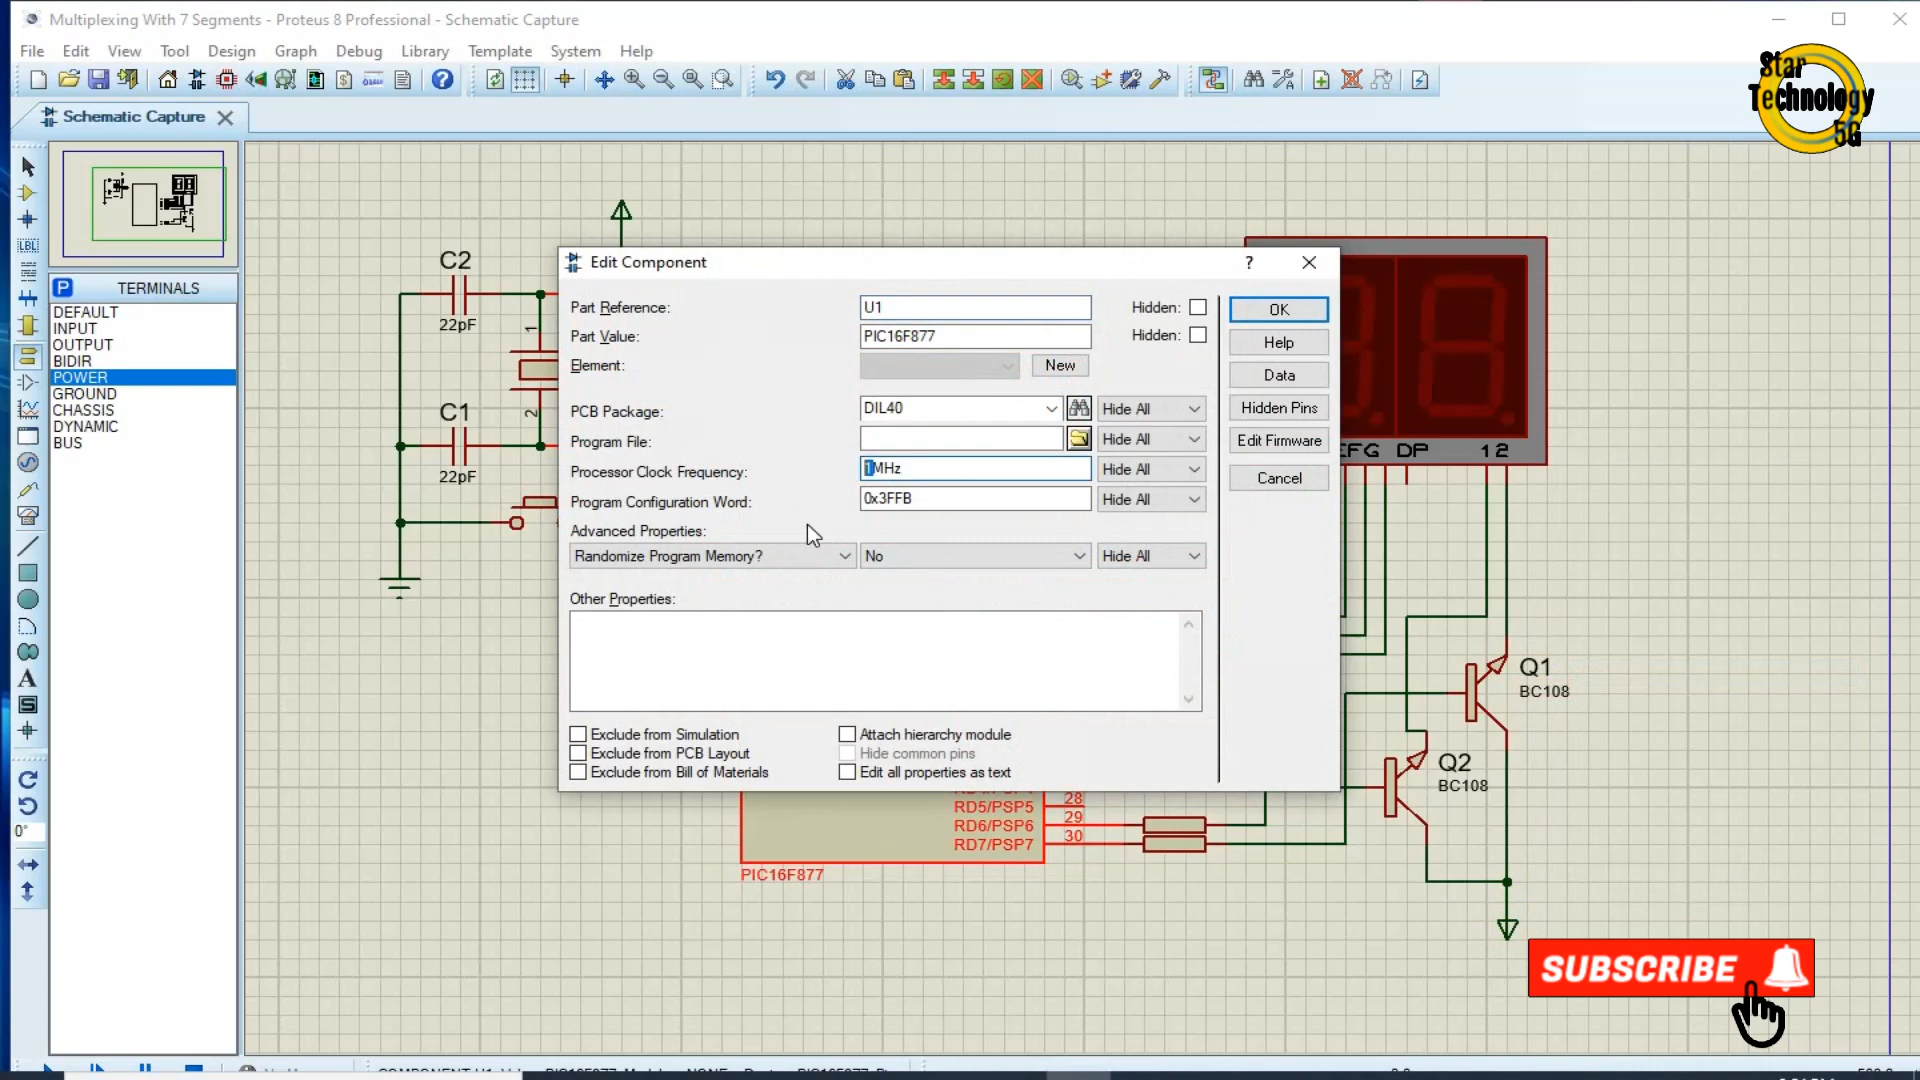 Multiplexing With 7 Segments - Proteus 8 Professional - Schematic Capture
File Edit View Tool Design Graph Debug Library Template System Help
Star
Technology
5G
Schematic Capture
LBL
P TERMINALS
DEFAULT
INPUT
OUTPUT
BIDIR
POWER
GROUND
CHASSIS
DYNAMIC
BUS
A
S
0°
C2
22pF
1
C1
22pF
2
Edit Component ?
Part Reference: U1 Hidden:
Part Value: PIC16F877 Hidden:
Element: New
PCB Package: DIL40 Hide All
Program File: Hide All
Processor Clock Frequency: 1MHz Hide All
Program Configuration Word: 0x3FFB Hide All
Advanced Properties:
Randomize Program Memory? No Hide All
Other Properties:
Exclude from Simulation Attach hierarchy module
Exclude from PCB Layout Hide common pins
Exclude from Bill of Materials Edit all properties as text
OK
Help
Data
Hidden Pins
Edit Firmware
Cancel
FG DP 12
Q1
BC108
Q2
BC108
28
RD5/PSP5
29
RD6/PSP6
30
RD7/PSP7
PIC16F877
SUBSCRIBE